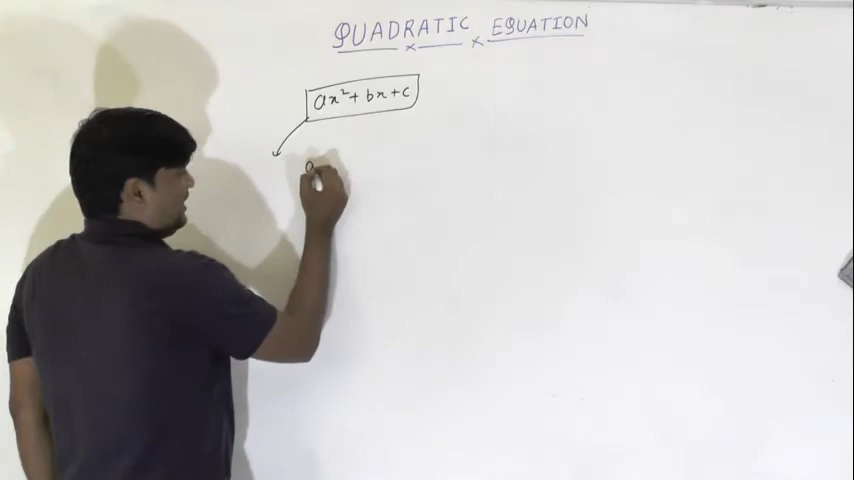 QUADRATIC EQUATION
ax² + bx + c